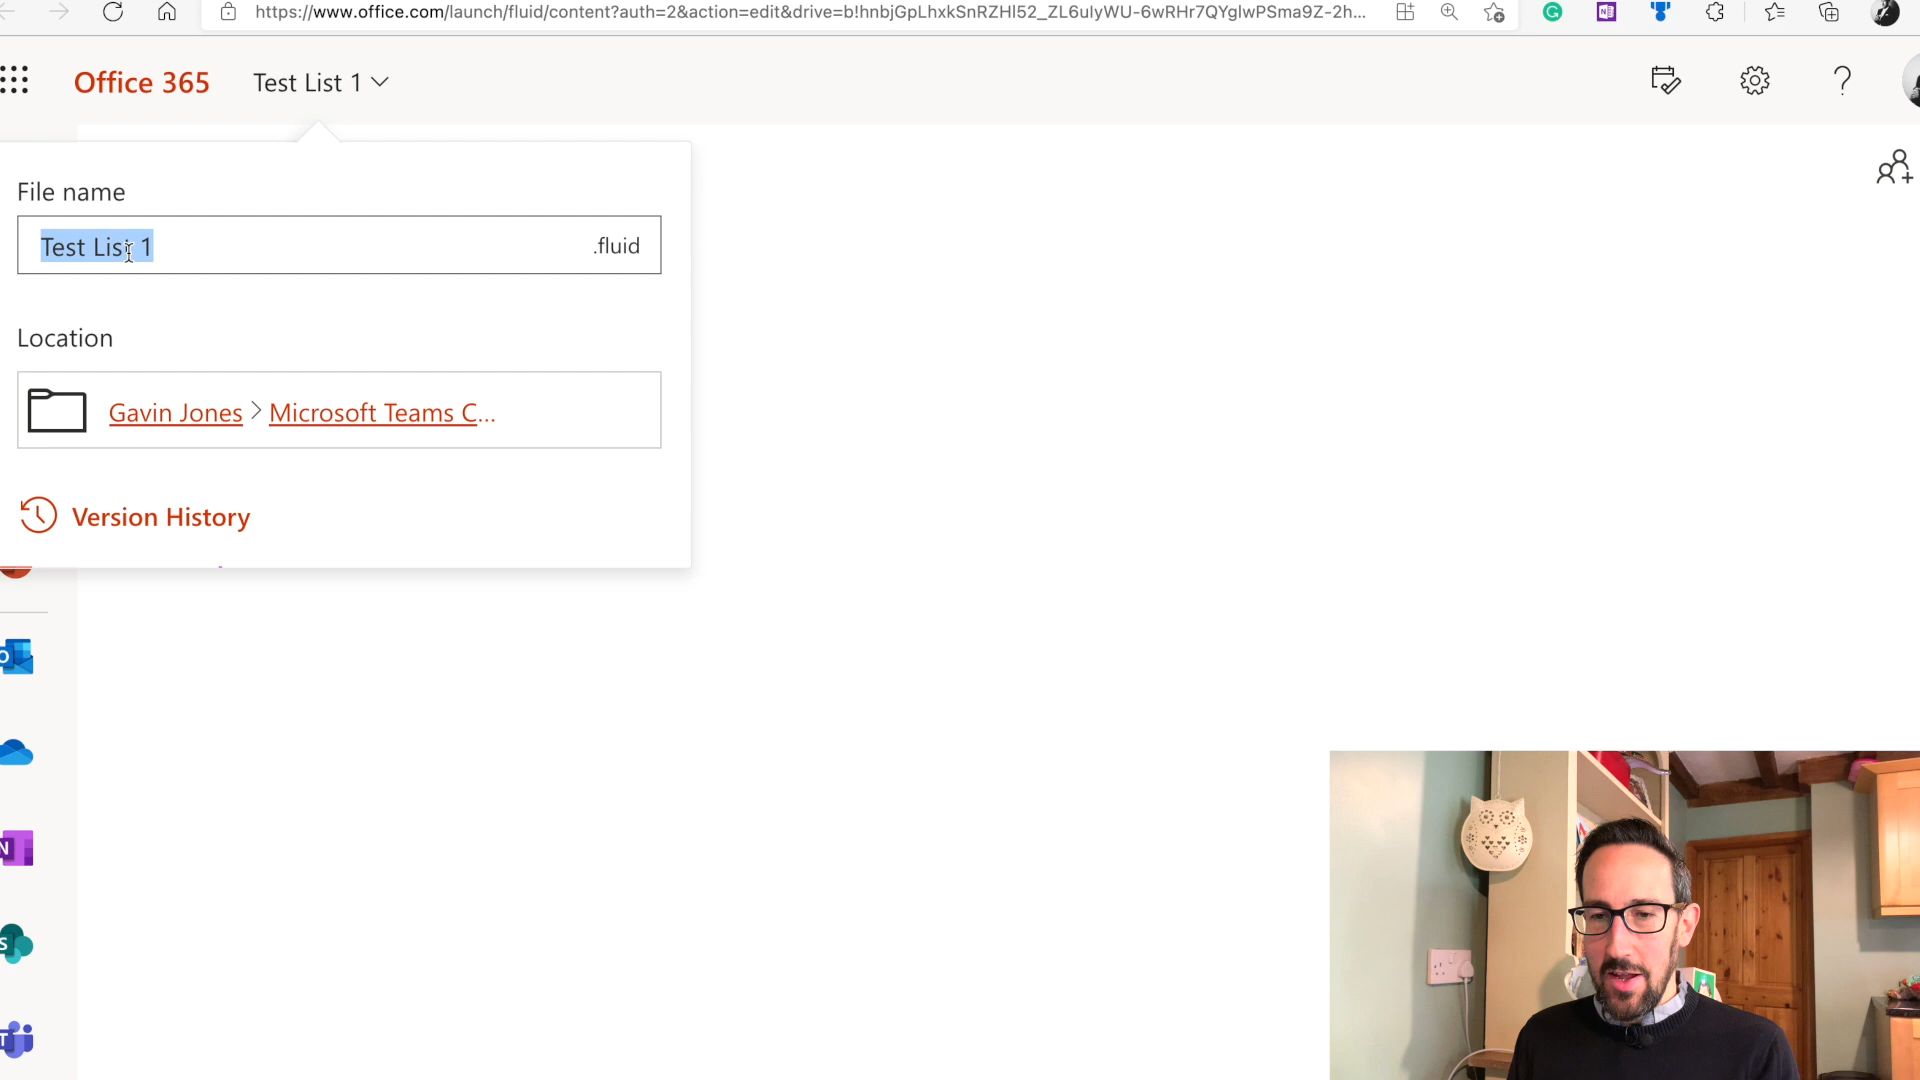 https://www.office.com/launch/fluid/content?auth=2&action=edit&drive=b!hnbjGpLhxkSnRZHl52_ZL6ulyWU-6wRHr7QYglwPSma9Z-2h...
Office 365
Test List 1
File name
Test List 1
.fluid
Location
Gavin Jones > Microsoft Teams C...
Version History